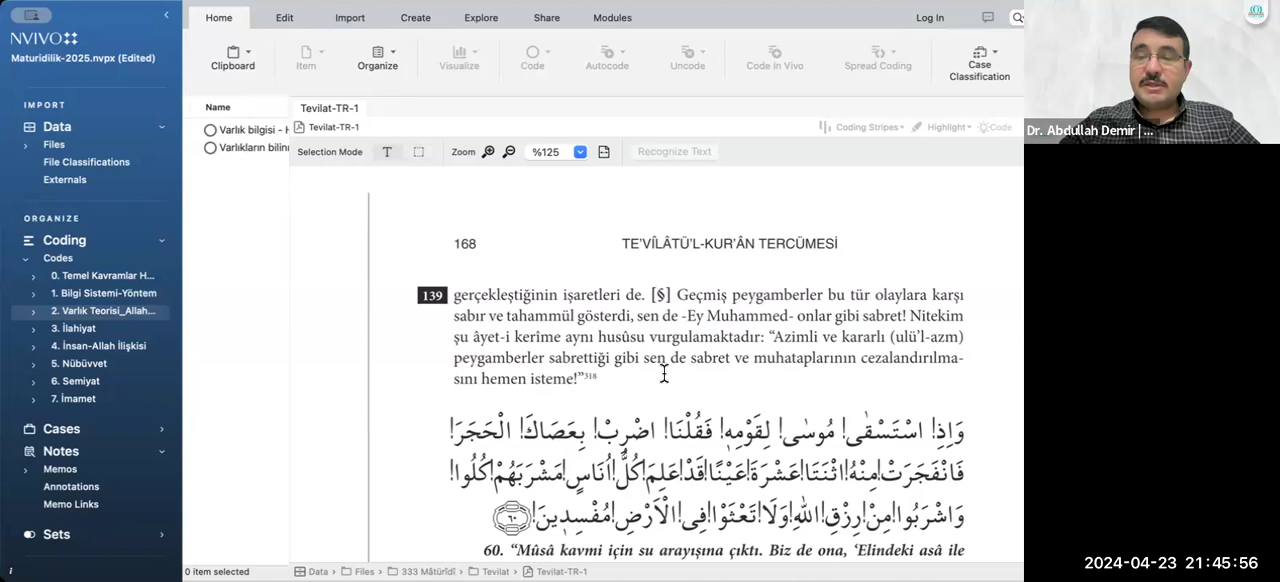 NVIVO
Maturidilik-2025.nvpx (Edited)
IMPORT
Data
Files
File Classifications
Externals
ORGANIZE
Coding
Codes
0. Temel Kavramlar H...
1. Bilgi Sistemi-Yöntem
2. Varlık Teorisi_Allah...
3. İlahiyat
4. İnsan-Allah İlişkisi
5. Nübüvvet
6. Semiyat
7. İmamet
Cases
Notes
Memos
Annotations
Memo Links
Sets
Home Edit Import Create Explore Share Modules Log In
Clipboard Item Organize Visualize Code Autocode Uncode Code In Vivo Spread Coding Case
Classification
Name
Varlık bilgisi - H
Varlıkların bilin
Tevilat-TR-1
Tevilat-TR-1 Coding Stripes Highlight Code
Selection Mode T Zoom %125 Recognize Text
168 TE'VÎLÂTÜ'L-KUR'ÂN TERCÜMESİ
139 gerçekleştiğinin işaretleri de. [§] Geçmiş peygamberler bu tür olaylara karşı
sabır ve tahammül gösterdi, sen de -Ey Muhammed- onlar gibi sabret! Nitekim
şu âyet-i kerîme aynı husûsu vurgulamaktadır: “Azimli ve kararlı (ulü'l-azm)
peygamberler sabrettiği gibi sen de sabret ve muhataplarının cezalandırılma-
sını hemen isteme!”318
وَاِذِ اسْتَسْقٰى مُوسٰى لِقَوْمِه۪ فَقُلْنَا اضْرِبْ بِعَصَاكَ الْحَجَرَ
فَانْفَجَرَتْ مِنْهُ اثْنَتَا عَشْرَةَ عَيْنًا قَدْ عَلِمَ كُلُّ اُنَاسٍ مَشْرَبَهُمْ كُلُوا
وَاشْرَبُوا مِنْ رِزْقِ اللّٰهِ وَلَا تَعْثَوْا فِى الْاَرْضِ مُفْسِد۪ينَ ٦٠
60. “Mûsâ kavmi için su arayışına çıktı. Biz de ona, ‘Elindeki asâ ile
0 item selected Data Files 333 Mâtürîdî Tevilat Tevilat-TR-1
Dr. Abdullah Demir | ...
2024-04-23 21:45:56